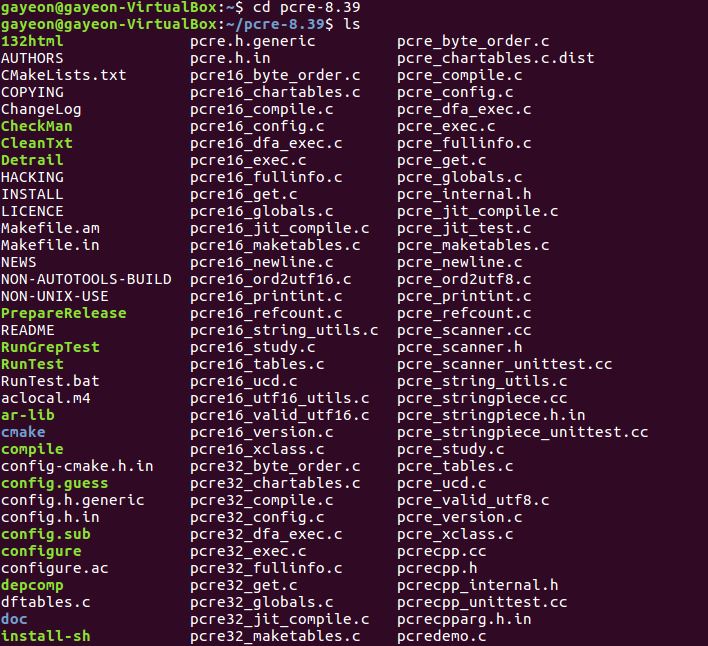 gayeon@gayeon-VirtualBox:~$ cd pcre-8.39
gayeon@gayeon-VirtualBox:~/pcre-8.39$ ls
132html pcre.h.generic pcre_byte_order.c
AUTHORS pcre.h.in pcre_chartables.c.dist
CMakeLists.txt pcre16_byte_order.c pcre_compile.c
COPYING pcre16_chartables.c pcre_config.c
ChangeLog pcre16_compile.c pcre_dfa_exec.c
CheckMan pcre16_config.c pcre_exec.c
CleanTxt pcre16_dfa_exec.c pcre_fullinfo.c
Detrail pcre16_exec.c pcre_get.c
HACKING pcre16_fullinfo.c pcre_globals.c
INSTALL pcre16_get.c pcre_internal.h
LICENCE pcre16_globals.c pcre_jit_compile.c
Makefile.am pcre16_jit_compile.c pcre_jit_test.c
Makefile.in pcre16_maketables.c pcre_maketables.c
NEWS pcre16_newline.c pcre_newline.c
NON-AUTOTOOLS-BUILD pcre16_ord2utf16.c pcre_ord2utf8.c
NON-UNIX-USE pcre16_printint.c pcre_printint.c
PrepareRelease pcre16_refcount.c pcre_refcount.c
README pcre16_string_utils.c pcre_scanner.cc
RunGrepTest pcre16_study.c pcre_scanner.h
RunTest pcre16_tables.c pcre_scanner_unittest.cc
RunTest.bat pcre16_ucd.c pcre_string_utils.c
aclocal.m4 pcre16_utf16_utils.c pcre_stringpiece.cc
ar-lib pcre16_valid_utf16.c pcre_stringpiece.h.in
cmake pcre16_version.c pcre_stringpiece_unittest.cc
compile pcre16_xclass.c pcre_study.c
config-cmake.h.in pcre32_byte_order.c pcre_tables.c
config.guess pcre32_chartables.c pcre_ucd.c
config.h.generic pcre32_compile.c pcre_valid_utf8.c
config.h.in pcre32_config.c pcre_version.c
config.sub pcre32_dfa_exec.c pcre_xclass.c
configure pcre32_exec.c pcrecpp.cc
configure.ac pcre32_fullinfo.c pcrecpp.h
depcomp pcre32_get.c pcrecpp_internal.h
dftables.c pcre32_globals.c pcrecpp_unittest.cc
doc pcre32_jit_compile.c pcrecpparg.h.in
install-sh pcre32_maketables.c pcredemo.c